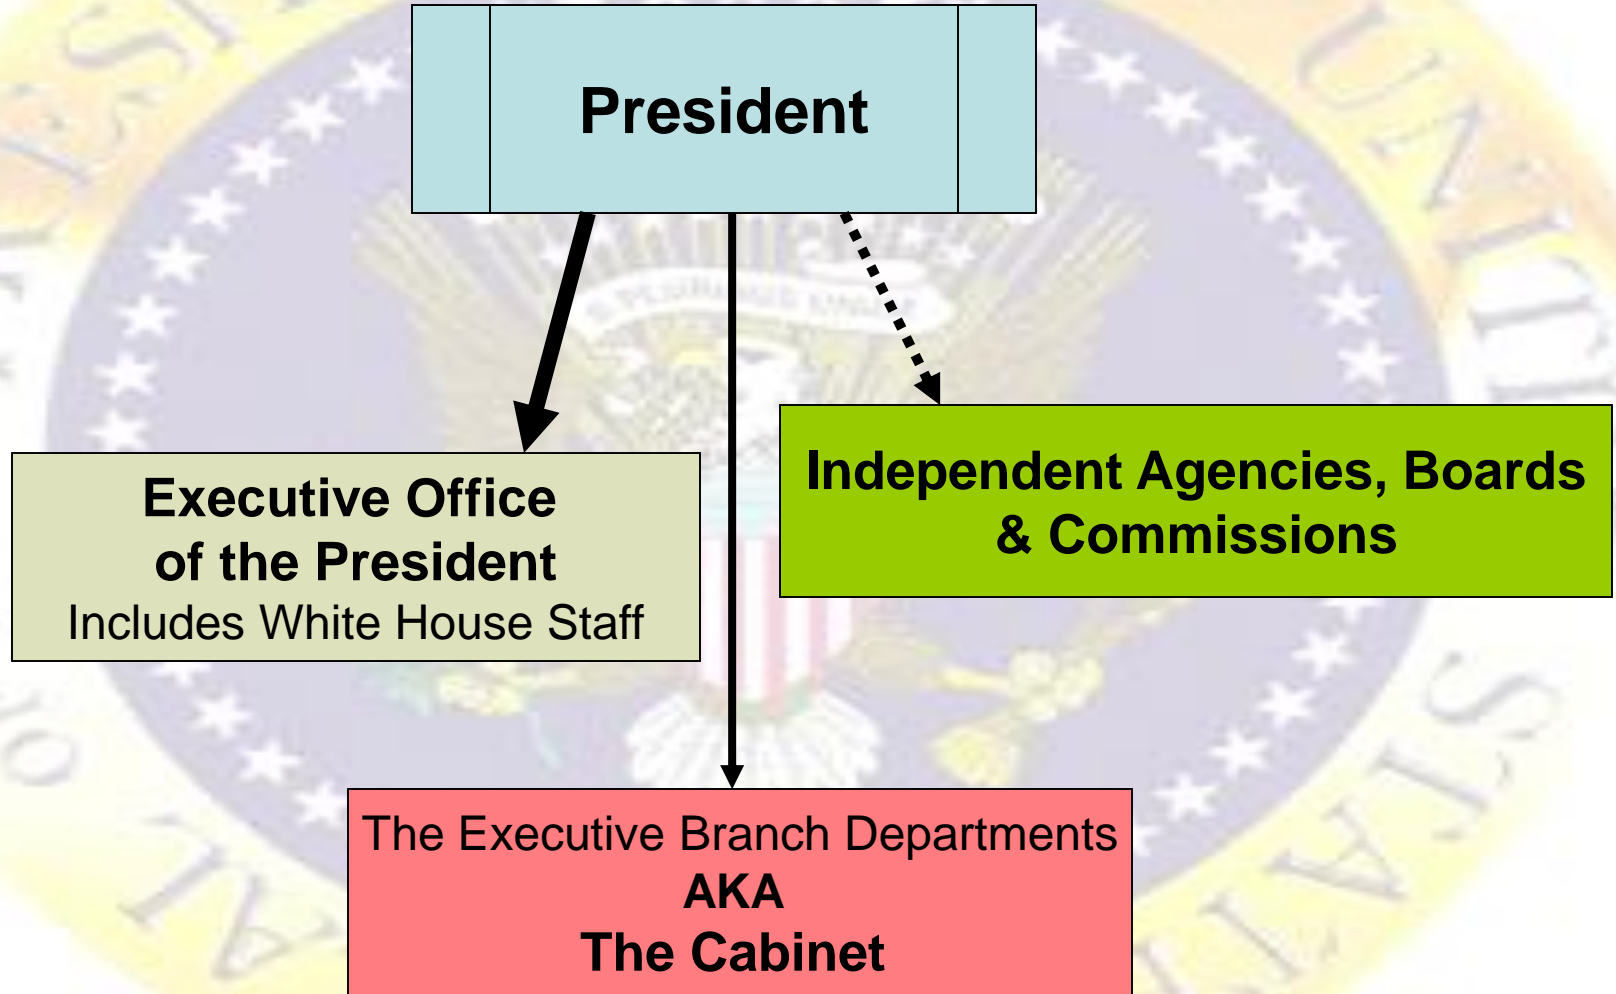 President
Executive Office
of the President
Includes White House Staff
Independent Agencies, Boards
& Commissions
The Executive Branch Departments
AKA
The Cabinet